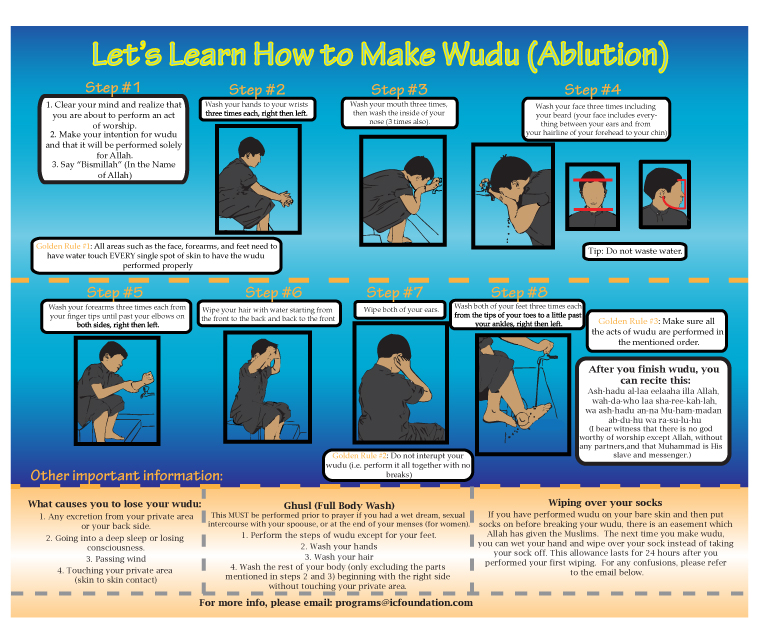 Let's Learn How to Make Wudu (Ablution)
Step #1
1. Clear your mind and realize that
you are about to perform an act
of worship.
2. Make your intention for wudu
and that it will be performed solely
for Allah.
3. Say "Bismillah" (In the Name
of Allah)
Step #2
Wash your hands to your wrists
three times each, right then left.
Step #3
Wash your mouth three times,
then wash the inside of your
nose (3 times also).
Step #4
Wash your face three times including
your beard (your face includes every-
thing between your ears and from
your hairline of your forehead to your chin)
Tip: Do not waste water.
Golden Rule #1: All areas such as the face, forearms, and feet need to
have water touch EVERY single spot of skin to have the wudu
performed properly
Step #5
Wash your forearms three times each from
your finger tips until past your elbows on
both sides, right then left.
Step #6
Wipe your hair with water starting from
the front to the back and back to the front
Step #7
Wipe both of your ears.
Step #8
Wash both of your feet three times each
from the tips of your toes to a little past
your ankles, right then left.
Golden Rule #3: Make sure all
the acts of wudu are performed in
the mentioned order.
After you finish wudu, you
can recite this:
Ash-hadu al-laa eelaaha illa Allah,
wah-da-who laa sha-ree-kah-lah,
wa ash-hadu an-na Mu-ham-madan
ab-du-hu wa ra-su-lu-hu
(I bear witness that there is no god
worthy of worship except Allah, without
any partners,and that Muhammad is His
slave and messenger.)
Golden Rule #2: Do not interupt your
wudu (i.e. perform it all together with no
breaks)
Other important information:
What causes you to lose your wudu:
1. Any excretion from your private area
or your back side.
2. Going into a deep sleep or losing
consciousness.
3. Passing wind
4. Touching your private area
(skin to skin contact)
Ghusl (Full Body Wash)
This MUST be performed prior to prayer if you had a wet dream, sexual
intercourse with your spoouse, or at the end of your menses (for women).
1. Perform the steps of wudu except for your feet.
2. Wash your hands
3. Wash your hair
4. Wash the rest of your body (only excluding the parts
mentioned in steps 2 and 3) beginning with the right side
without touching your private area.
Wiping over your socks
If you have performed wudu on your bare skin and then put
socks on before breaking your wudu, there is an easement which
Allah has given the Muslims. The next time you make wudu,
you can wet your hand and wipe over your sock instead of taking
your sock off. This allowance lasts for 24 hours after you
performed your first wiping. For any confusions, please refer
to the email below.
For more info, please email: programs@icfoundation.com